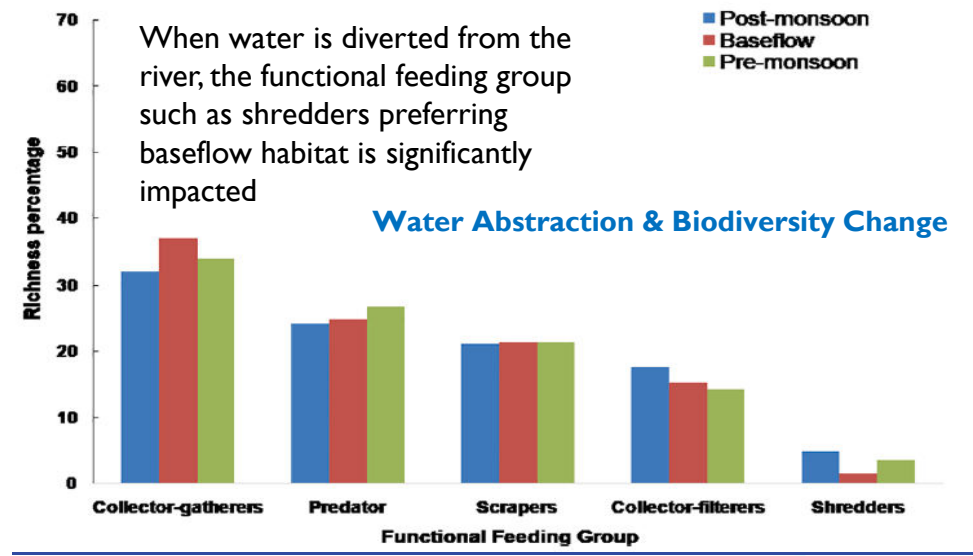 70
When water is diverted from the
river, the functional feeding group
such as shredders preferring
baseflow habitat is significantly
impacted
Post-monsoon
Baseflow
Pre-monsoon
60
50
40
Water Abstraction & Biodiversity Change
30
20
10
0
Richness percentage
Collector-gatherers Predator Scrapers Collector-filterers Shredders
Functional Feeding Group